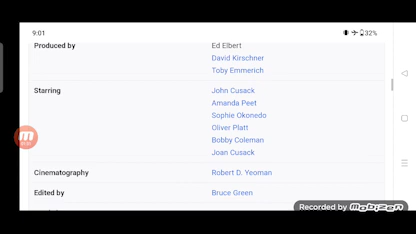 9:01
32%
Produced by Ed Elbert
David Kirschner
Toby Emmerich
Starring John Cusack
Amanda Peet
Sophie Okonedo
Oliver Platt
Bobby Coleman
Joan Cusack
Cinematography Robert D. Yeoman
Edited by Bruce Green
Recorded by Mobizen